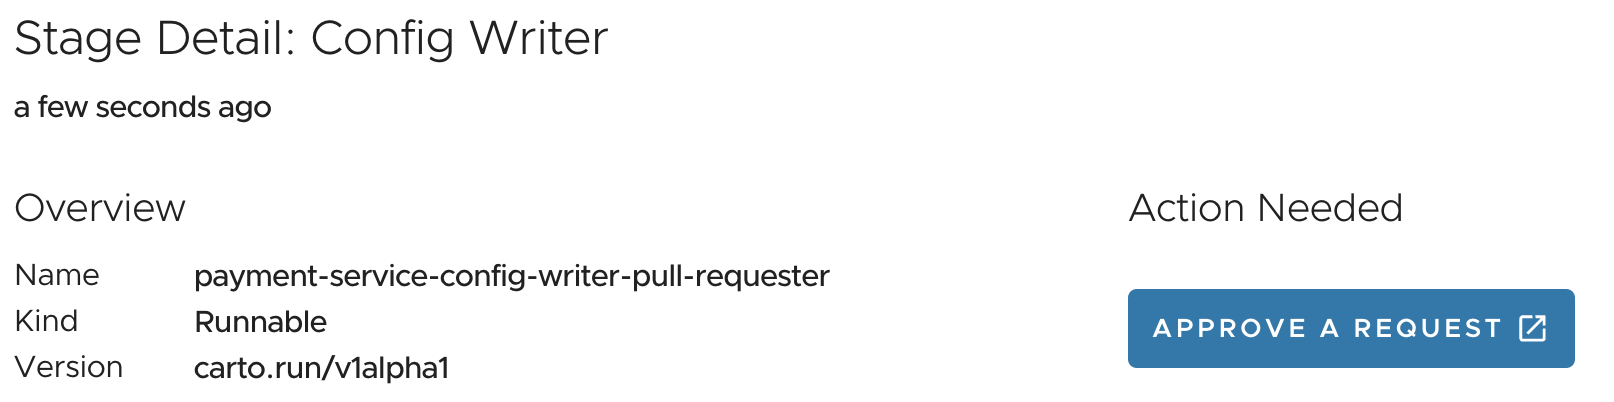 Stage Detail: Config Writer
a few seconds ago
Overview
Name payment-service-config-writer-pull-requester
Kind Runnable
Version carto.run/v1alpha1
Action Needed
APPROVE A REQUEST